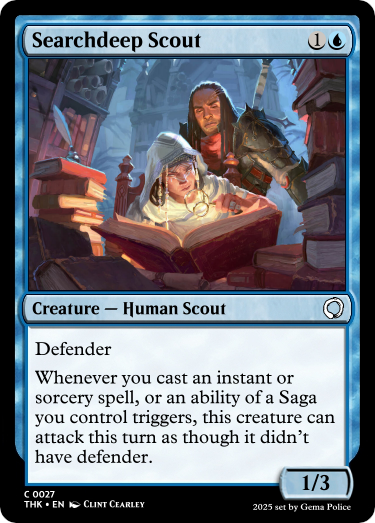 Searchdeep Scout
1
Creature — Human Scout
Defender
Whenever you cast an instant or
sorcery spell, or an ability of a Saga
you control triggers, this creature can
attack this turn as though it didn't
have defender.
1/3
C 0027
THK • EN Clint Cearley
2025 set by Gema Police